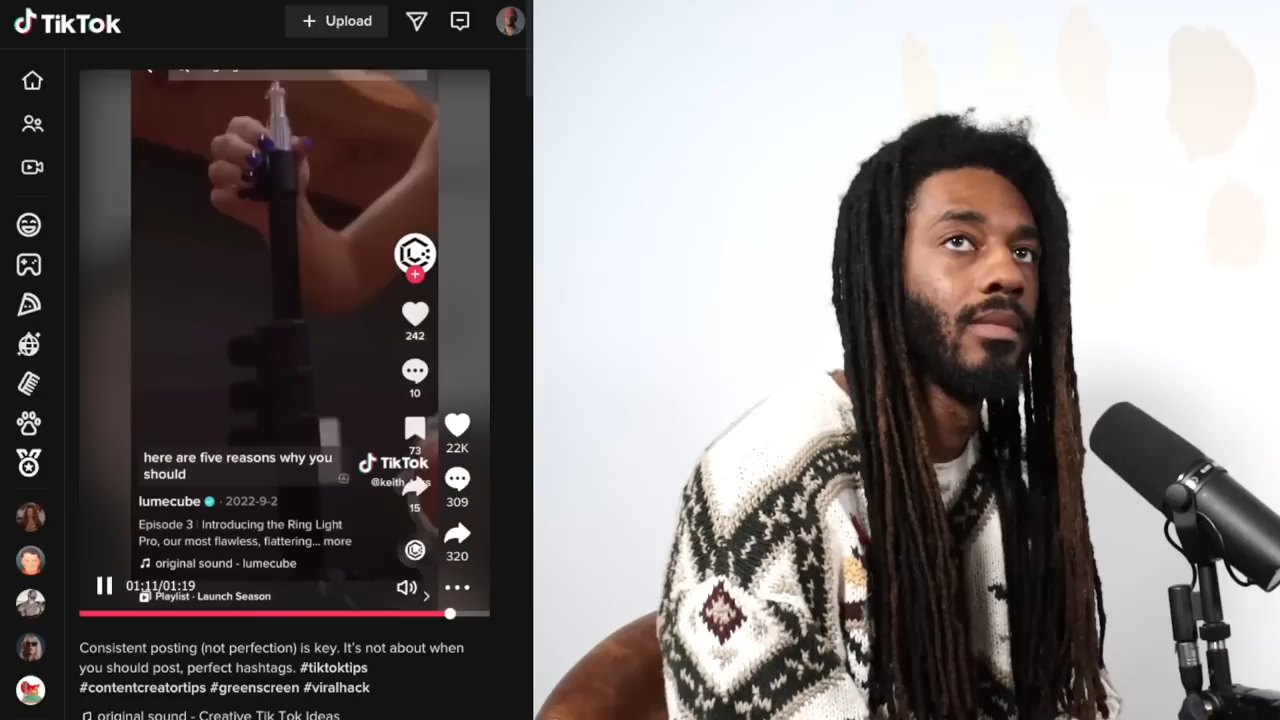 TikTok
+ Upload
242
10
73
here are five reasons why you
should
TikTok
22K
lumecube · 2022-9-2
15
309
Episode 3 | Introducing the Ring Light
Pro, our most flawless, flattering... more
320
original sound - lumecube
01:11/01:19
Playlist · Launch Season
Consistent posting (not perfection) is key. It's not about when
you should post, perfect hashtags. #tiktoktips
#contentcreatortips #greenscreen #viralhack
original sound - Creative Tik Tok Ideas